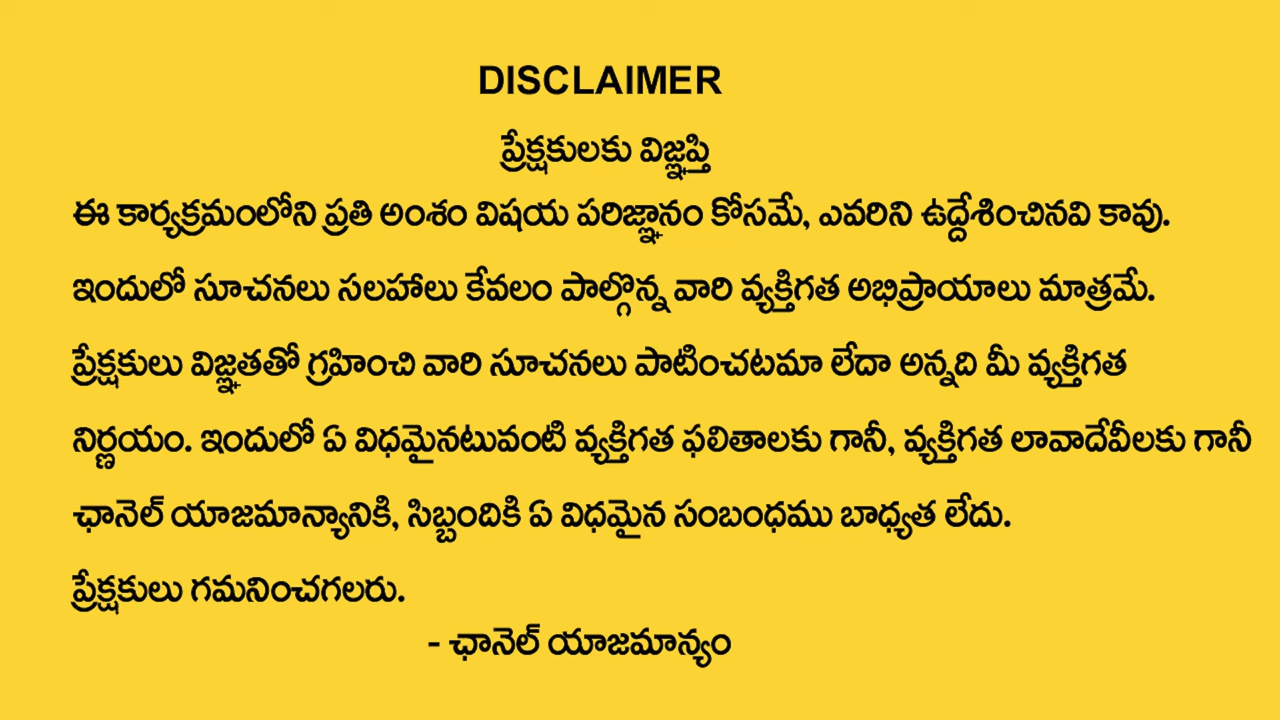 DISCLAIMER
ప్రేక్షకులకు విజ్ఞప్తి
ఈ కార్యక్రమంలోని ప్రతి అంశం విషయ పరిజ్ఞానం కోసమే, ఎవరిని ఉద్దేశించినవి కావు.
ఇందులో సూచనలు సలహాలు కేవలం పాల్గొన్న వారి వ్యక్తిగత అభిప్రాయాలు మాత్రమే.
ప్రేక్షకులు విజ్ఞతతో గ్రహించి వారి సూచనలు పాటించటమా లేదా అన్నది మీ వ్యక్తిగత
నిర్ణయం. ఇందులో ఏ విధమైనటువంటి వ్యక్తిగత ఫలితాలకు గానీ, వ్యక్తిగత లావాదేవీలకు గానీ
ఛానెల్ యాజమాన్యానికి, సిబ్బందికి ఏ విధమైన సంబంధము బాధ్యత లేదు.
ప్రేక్షకులు గమనించగలరు.
- ఛానెల్ యాజమాన్యం